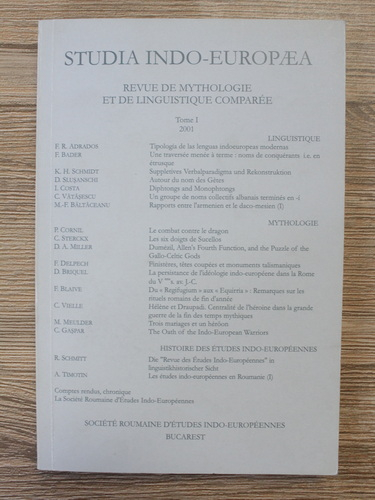 STUDIA INDO-EUROPÆA
REVUE DE MYTHOLOGIE
ET DE LINGUISTIQUE COMPARÉE
Tome I
2001
LINGUISTIQUE
F. R. ADRADOS Tipología de las lenguas indoeuropeas modernas
F. BADER Une traversée menée à terme : noms de conquérants i.e. en
étrusque
K. H. SCHMIDT Suppletives Verbalparadigma und Rekonstruktion
D. SLUŞANSCHI Autour du nom des Gètes
I. COSTA Diphtongs and Monophtongs
C. VĂTĂŞESCU Un groupe de noms collectifs albanais terminés en -i
M.-F. BÂLTĂCEANU Rapports entre l'arménien et le daco-mésien (I)
MYTHOLOGIE
P. CORNIL Le combat contre le dragon
C. STERCKX Les six doigts de Sucellos
D. A. MILLER Dumézil, Allen's Fourth Function, and the Puzzle of the
Gallo-Celtic Gods
F. DELPECH Finistères, têtes coupées et monuments talismaniques
D. BRIQUEL La persistance de l'idéologie indo-européenne dans la Rome
du V ème s. av. J.-C.
F. BLAIVE Du « Regifugium » aux « Equirria » : Remarques sur les
rituels romains de fin d'année
C. VIELLE Hélène et Draupadi. Centralité de l'héroïne dans la grande
guerre de la fin des temps mythiques
M. MEULDER Trois mariages et un hérilion
C. GASPAR The Oath of the Indo-European Warriors
HISTOIRE DES ÉTUDES INDO-EUROPÉENNES
R. SCHMITT Die "Revue des Études Indo-Européennes" in
linguistikhistorischer Sicht
A. TIMOTIN Les études indo-européennes en Roumanie (I)
Comptes rendus, chronique
La Société Roumaine d'Études Indo-Européennes
SOCIÉTÉ ROUMAINE D'ÉTUDES INDO-EUROPÉENNES
BUCAREST